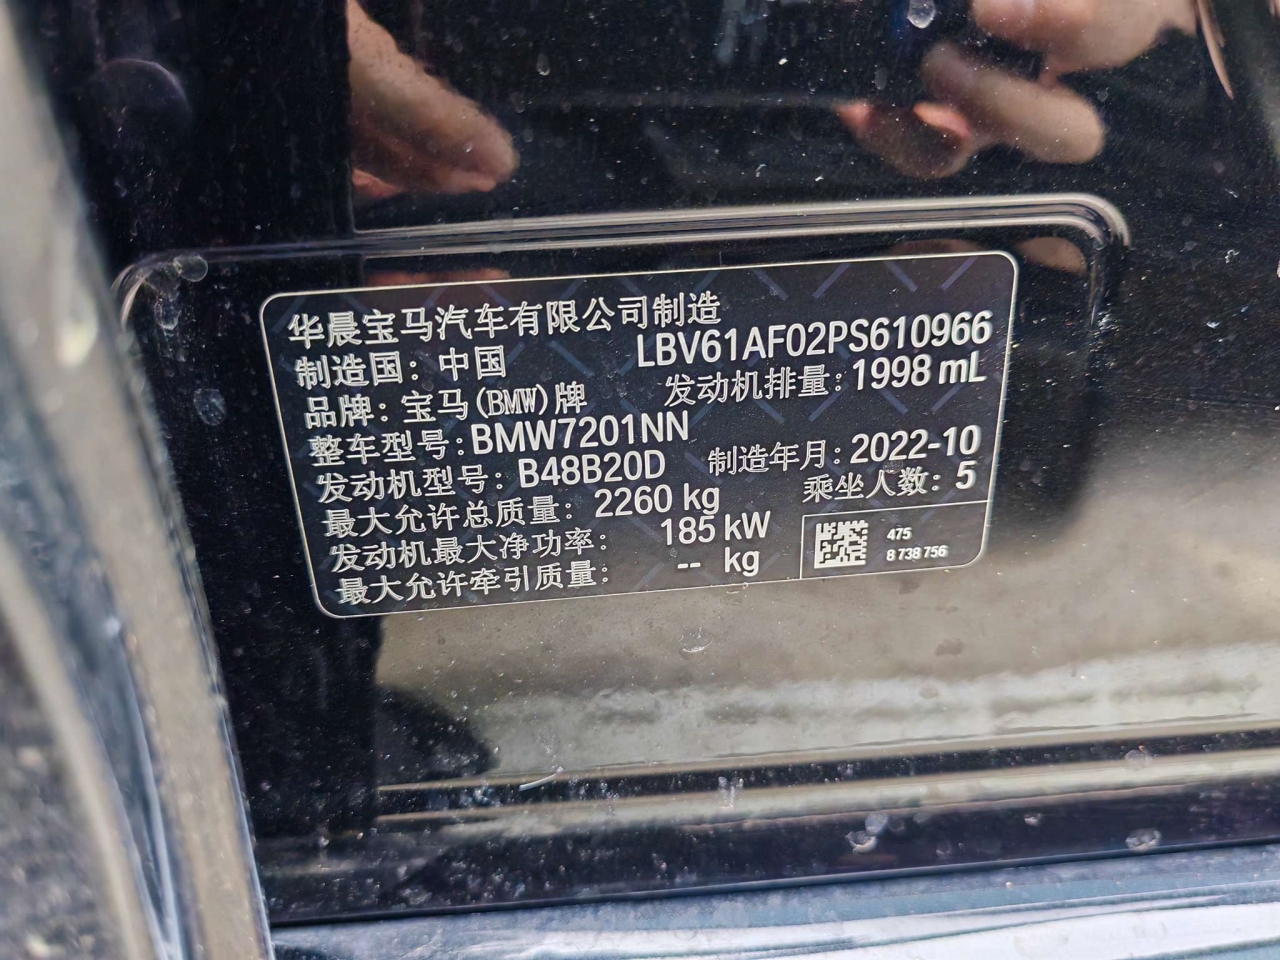 华晨宝马汽车有限公司制造
制造国：中国 LBV61AF02PS610966
品牌：宝马(BMW)牌 发动机排量：1998 mL
整车型号：BMW7201NN
发动机型号：B48B20D 制造年月：2022-10
最大允许总质量：2260 kg 乘坐人数：5
发动机最大净功率：185 kW
最大允许牵引质量：-- kg
475
8 738 756